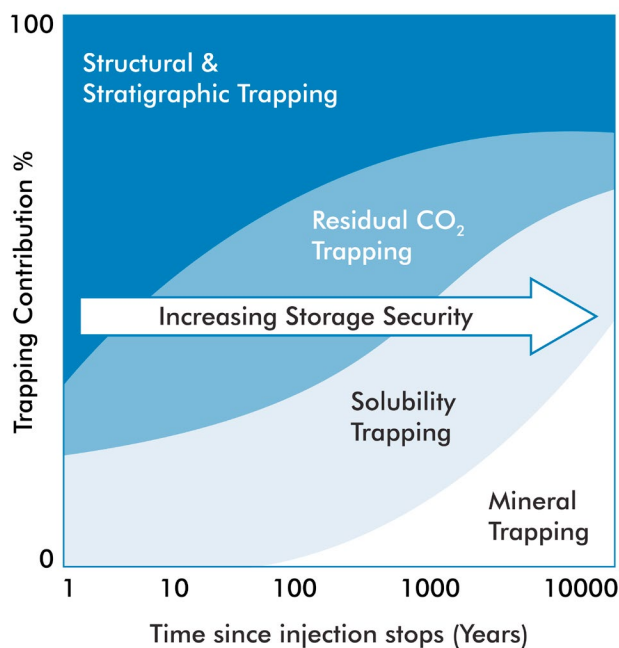 100
Structural &
Stratigraphic Trapping
Residual CO₂
Trapping
Increasing Storage Security
Solubility
Trapping
Mineral
Trapping
Trapping Contribution %
0
1 10 100 1000 10000
Time since injection stops (Years)